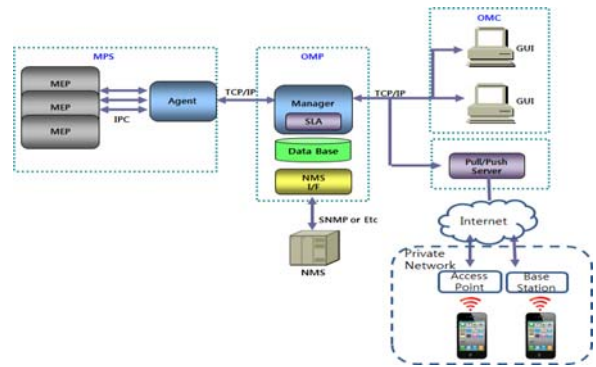 MPS
MEP
MEP
MEP
IPC
Agent
TCP/IP
OMP
Manager
SLA
Data Base
NMS
I/F
SNMP or Etc
NMS
TCP/IP
OMC
GUI
GUI
Pull/Push
Server
Internet
Private
Network
Access
Point
Base
Station